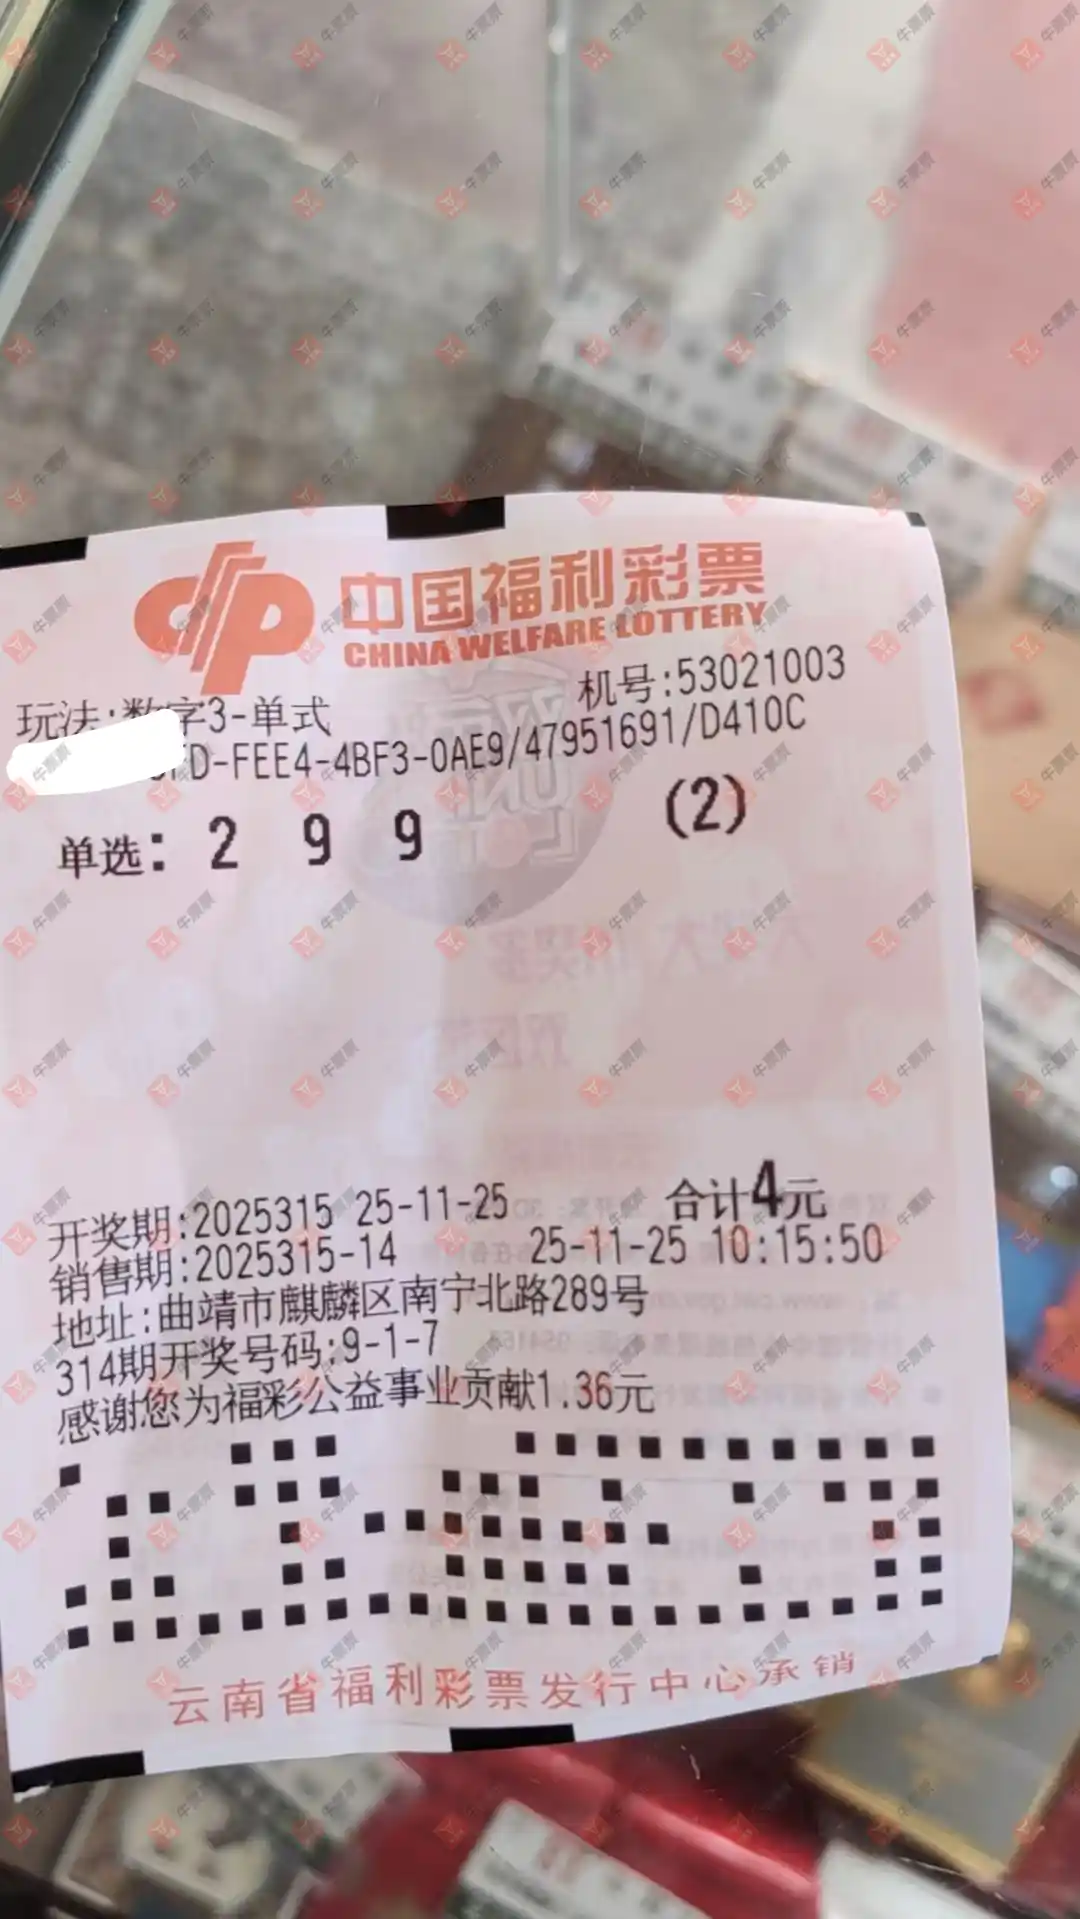 中国福利彩票
CHINA WELFARE LOTTERY
机号:53021003
玩法:数字3-单式
FD-FEE4-4BF3-0AE9/47951691/D410C
单选: 2 9 9 (2)
开奖期:2025315 25-11-25 合计4元
销售期:2025315-14 25-11-25 10:15:50
地址:曲靖市麒麟区南宁北路289号
314期开奖号码:9-1-7
感谢您为福彩公益事业贡献1.36元
云南省福利彩票发行中心承销
牛票票